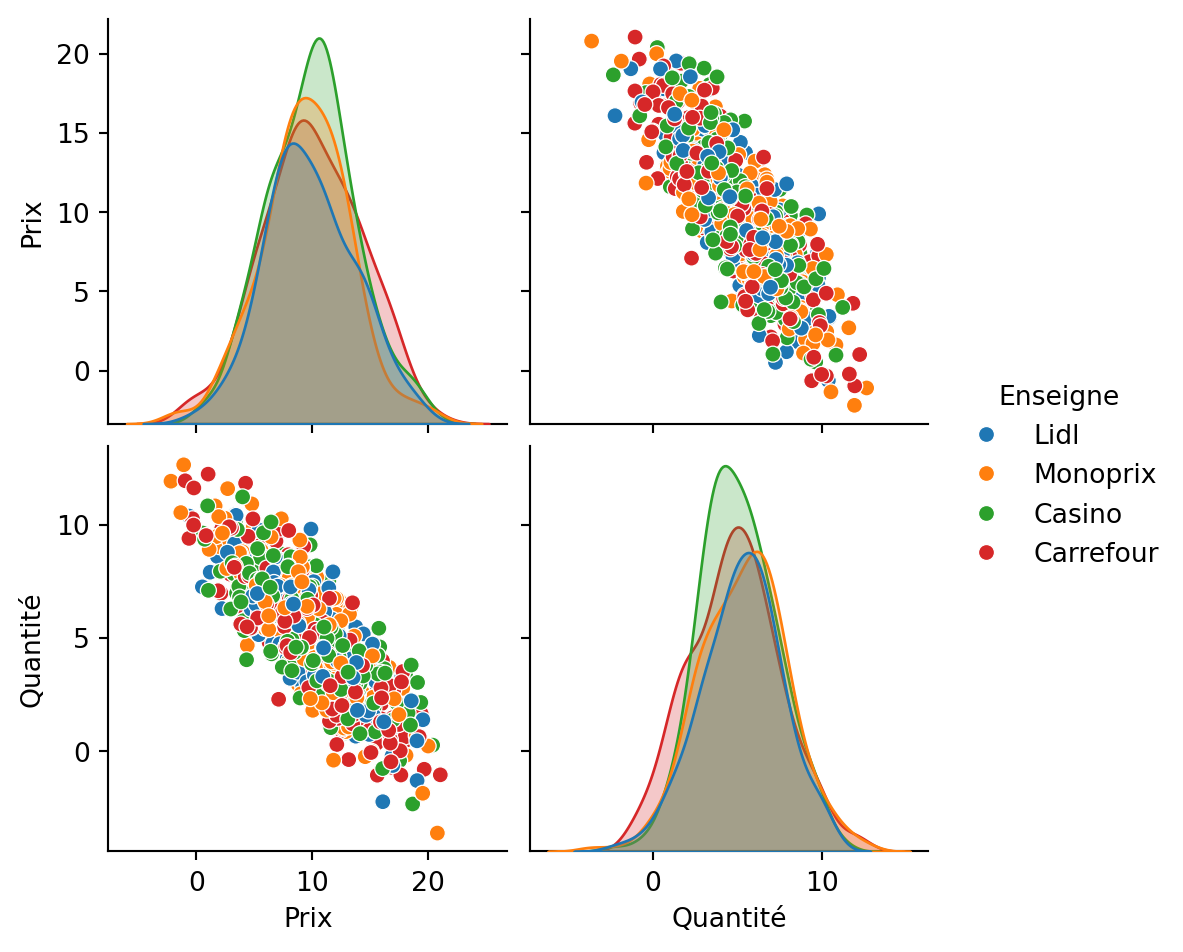 20
15
10
5
0
Prix
10
5
0
Quantité
0 10 20
Prix
0 10
Quantité
Enseigne
Lidl
Monoprix
Casino
Carrefour